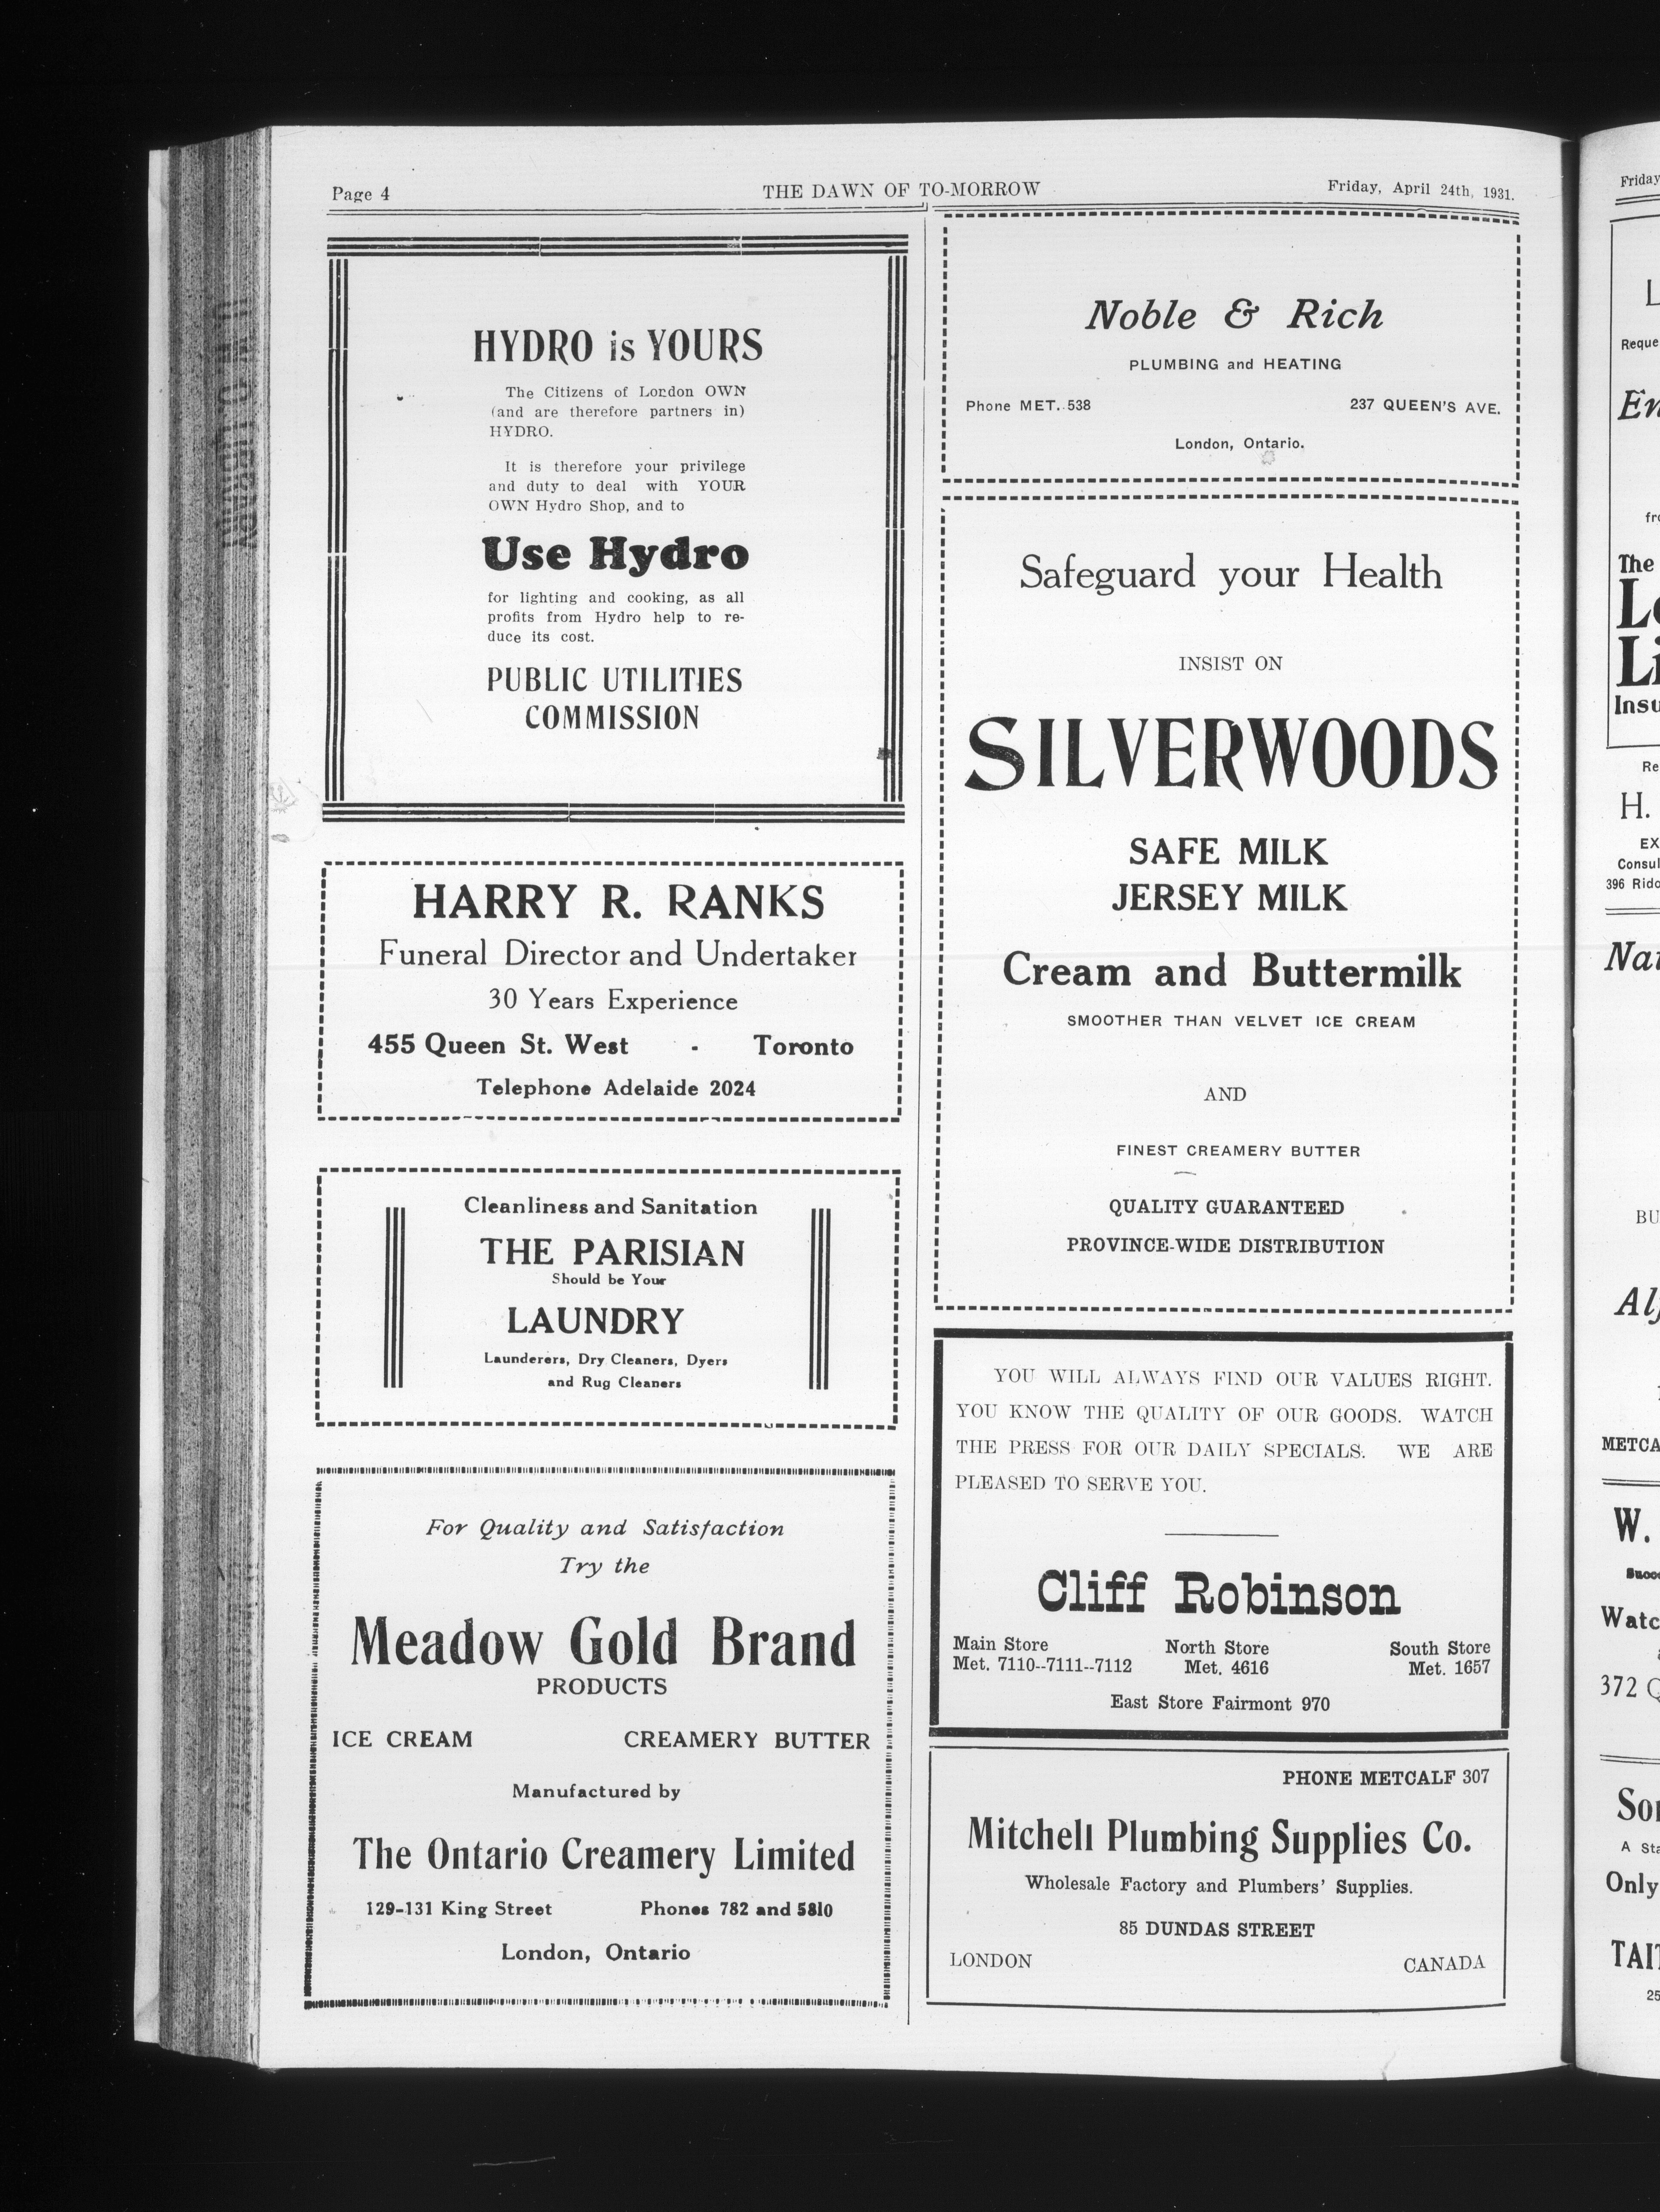 Page 4
THE DAWN OF TO-MORROW
Friday, April 24th, 1931.
HYDRO is YOURS
The Citizens of London OWN
(and are therefore partners in)
HYDRO.
It is therefore your privilege
and duty to deal with YOUR
OWN Hydro Shop, and to
Use Hydro
for lighting and cooking, as all
profits from Hydro help to re-
duce its cost.
PUBLIC UTILITIES
COMMISSION
HARRY R. RANKS
Funeral Director and Undertaker
30 Years Experience
455 Queen St. West - Toronto
Telephone Adelaide 2024
Cleanliness and Sanitation
THE PARISIAN
Should be Your
LAUNDRY
Launderers, Dry Cleaners, Dyers
and Rug Cleaners
For Quality and Satisfaction
Try the
Meadow Gold Brand
PRODUCTS
ICE CREAM CREAMERY BUTTER
Manufactured by
The Ontario Creamery Limited
129-131 King Street Phones 782 and 5810
London, Ontario
Noble & Rich
PLUMBING and HEATING
Phone MET. 538 237 QUEEN'S AVE.
London, Ontario.
Safeguard your Health
INSIST ON
SILVERWOODS
SAFE MILK
JERSEY MILK
Cream and Buttermilk
SMOOTHER THAN VELVET ICE CREAM
AND
FINEST CREAMERY BUTTER
QUALITY GUARANTEED
PROVINCE-WIDE DISTRIBUTION
YOU WILL ALWAYS FIND OUR VALUES RIGHT.
YOU KNOW THE QUALITY OF OUR GOODS. WATCH
THE PRESS FOR OUR DAILY SPECIALS. WE ARE
PLEASED TO SERVE YOU.
Cliff Robinson
Main Store North Store South Store
Met. 7110--7111--7112 Met. 4616 Met. 1657
East Store Fairmont 970
PHONE METCALF 307
Mitchell Plumbing Supplies Co.
Wholesale Factory and Plumbers' Supplies.
85 DUNDAS STREET
LONDON CANADA
Friday
The
H.
396
W.
372
A
Only